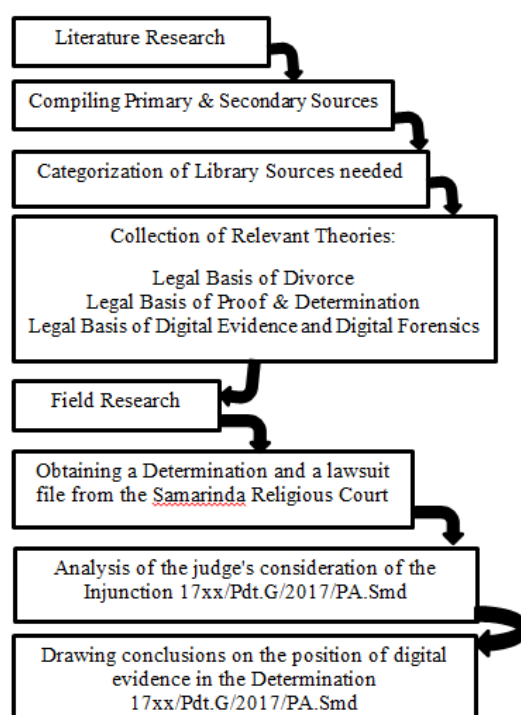 Literature Research
Compiling Primary & Secondary Sources
Categorization of Library Sources needed
Collection of Relevant Theories:
Legal Basis of Divorce
Legal Basis of Proof & Determination
Legal Basis of Digital Evidence and Digital Forensics
Field Research
Obtaining a Determination and a lawsuit
file from the Samarinda Religious Court
Analysis of the judge's consideration of the
Injunction 17xx/Pdt.G/2017/PA.Smd
Drawing conclusions on the position of digital
evidence in the Determination
17xx/Pdt.G/2017/PA.Smd